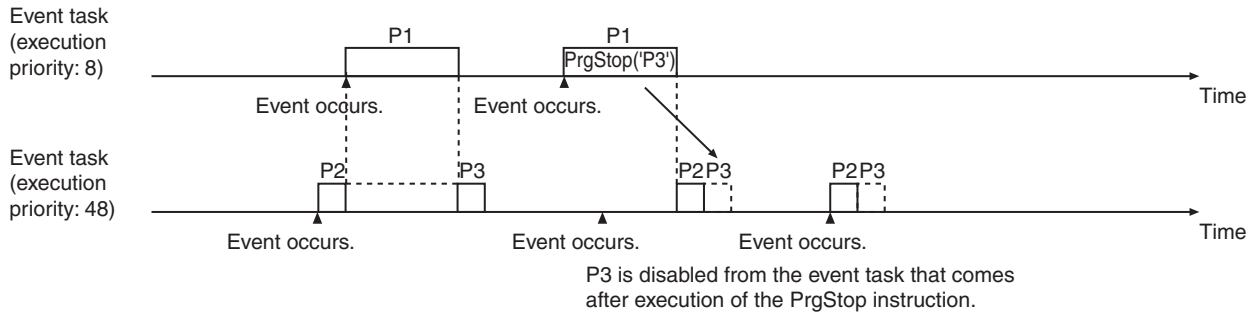 Event task
(execution
priority: 8)
P1
P1
PrgStop('P3')
Event occurs.
Event occurs.
Time
Event task
(execution
priority: 48)
P2
P3
P2 P3
P2 P3
Event occurs.
Event occurs.
Event occurs.
Time
P3 is disabled from the event task that comes
after execution of the PrgStop instruction.